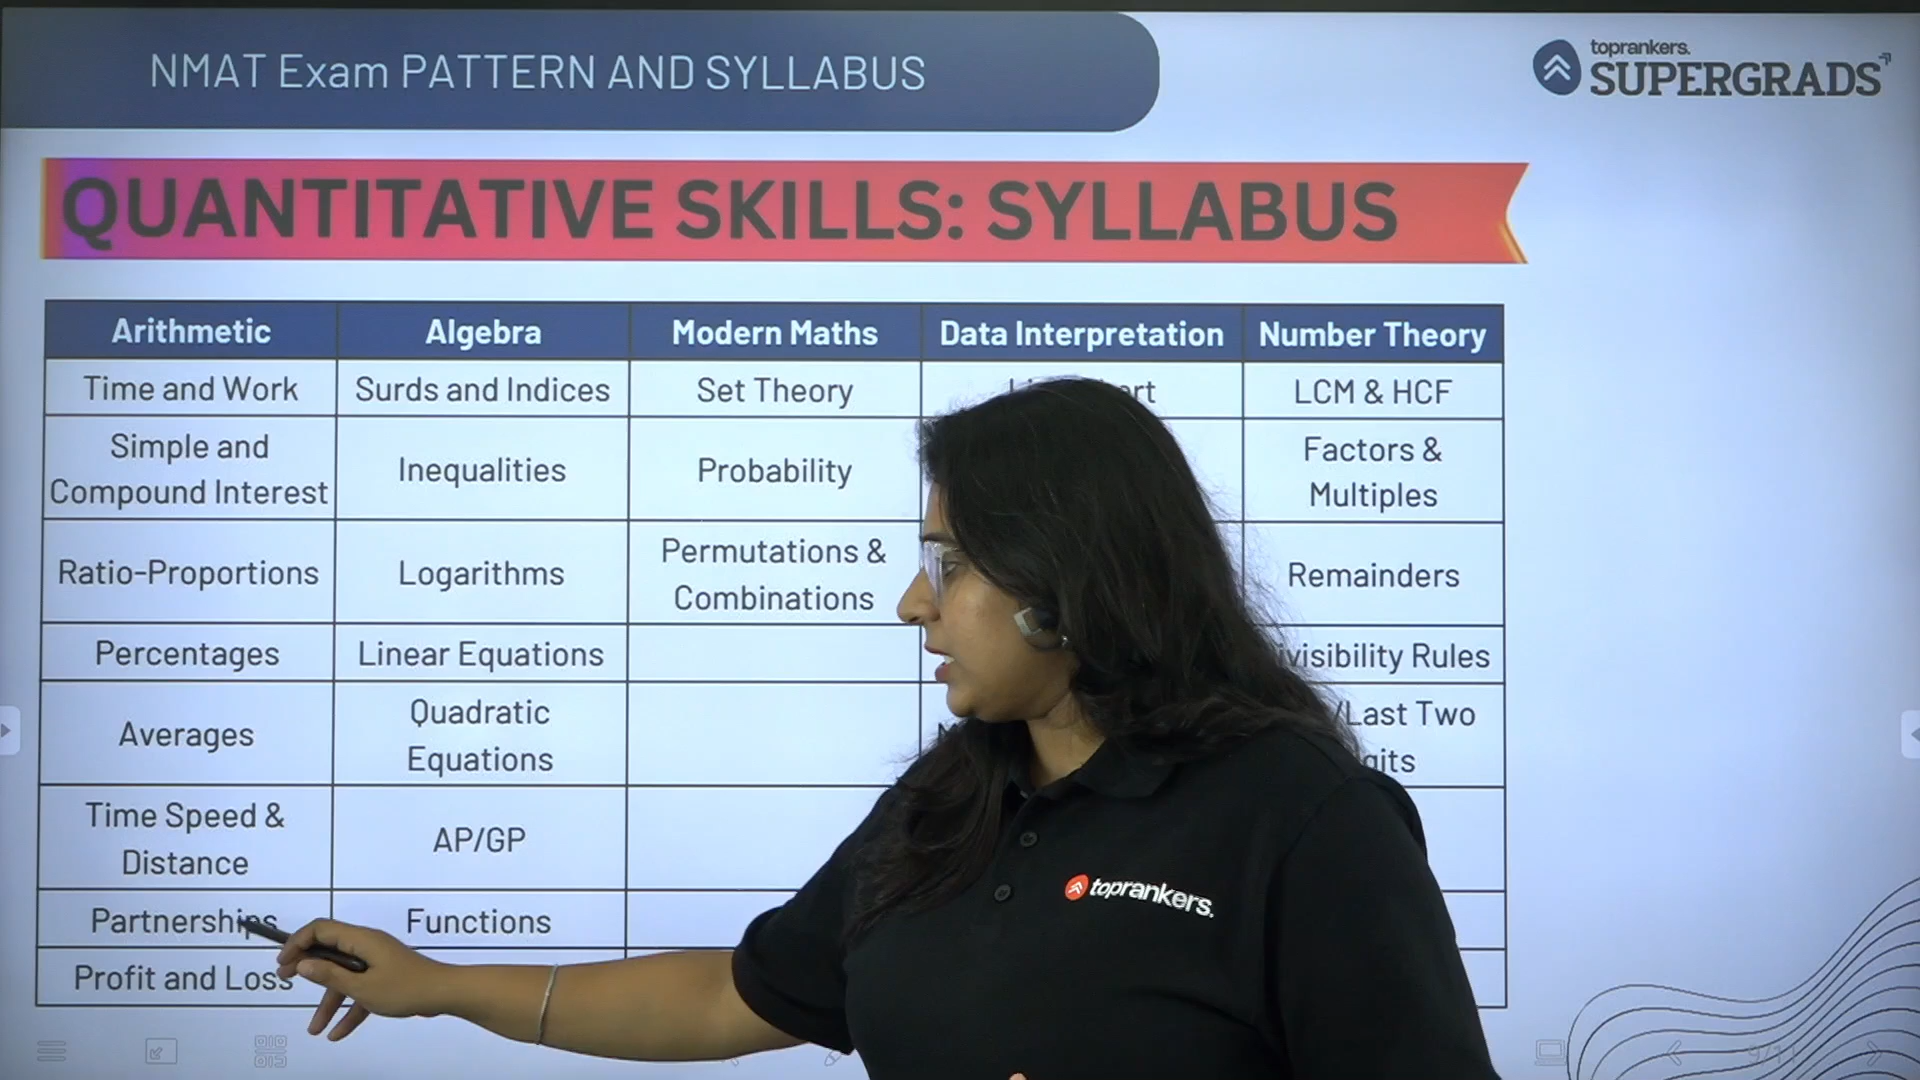 NMAT Exam PATTERN AND SYLLABUS
toprankers.
SUPERGRADS
QUANTITATIVE SKILLS: SYLLABUS
Arithmetic Algebra Modern Maths Data Interpretation Number Theory
Time and Work Surds and Indices Set Theory LCM & HCF
Simple and
Compound Interest
Inequalities
Probability
Factors &
Multiples
Ratio-Proportions
Logarithms
Permutations &
Combinations
Remainders
Percentages
Linear Equations
Rules
Averages
Quadratic
Equations
Last Two
Time Speed &
Distance
AP/GP
Partnerships
Functions
Profit and Loss
toprankers.